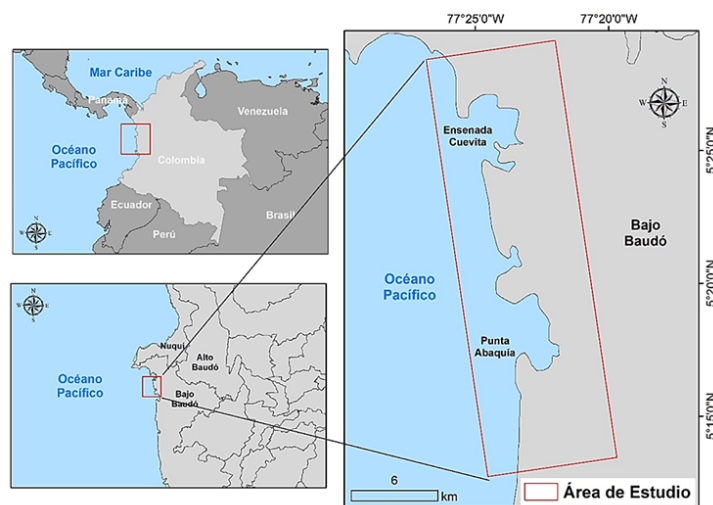 Mar Caribe
Panamá
Venezuela
Océano
Pacífico
Colombia
Ecuador
Perú
Brasil
N
W E
S
Nuquí
Alto
Baudó
Océano
Pacífico
Bajo
Baudó
N
W E
S
77°25'0"W 77°20'0"W
N
W E
S
Ensenada
Cuevita
5°25'0"N
Bajo
Baudó
Océano
Pacífico
5°20'0"N
Punta
Abaquía
5°15'0"N
6
km
Área de Estudio